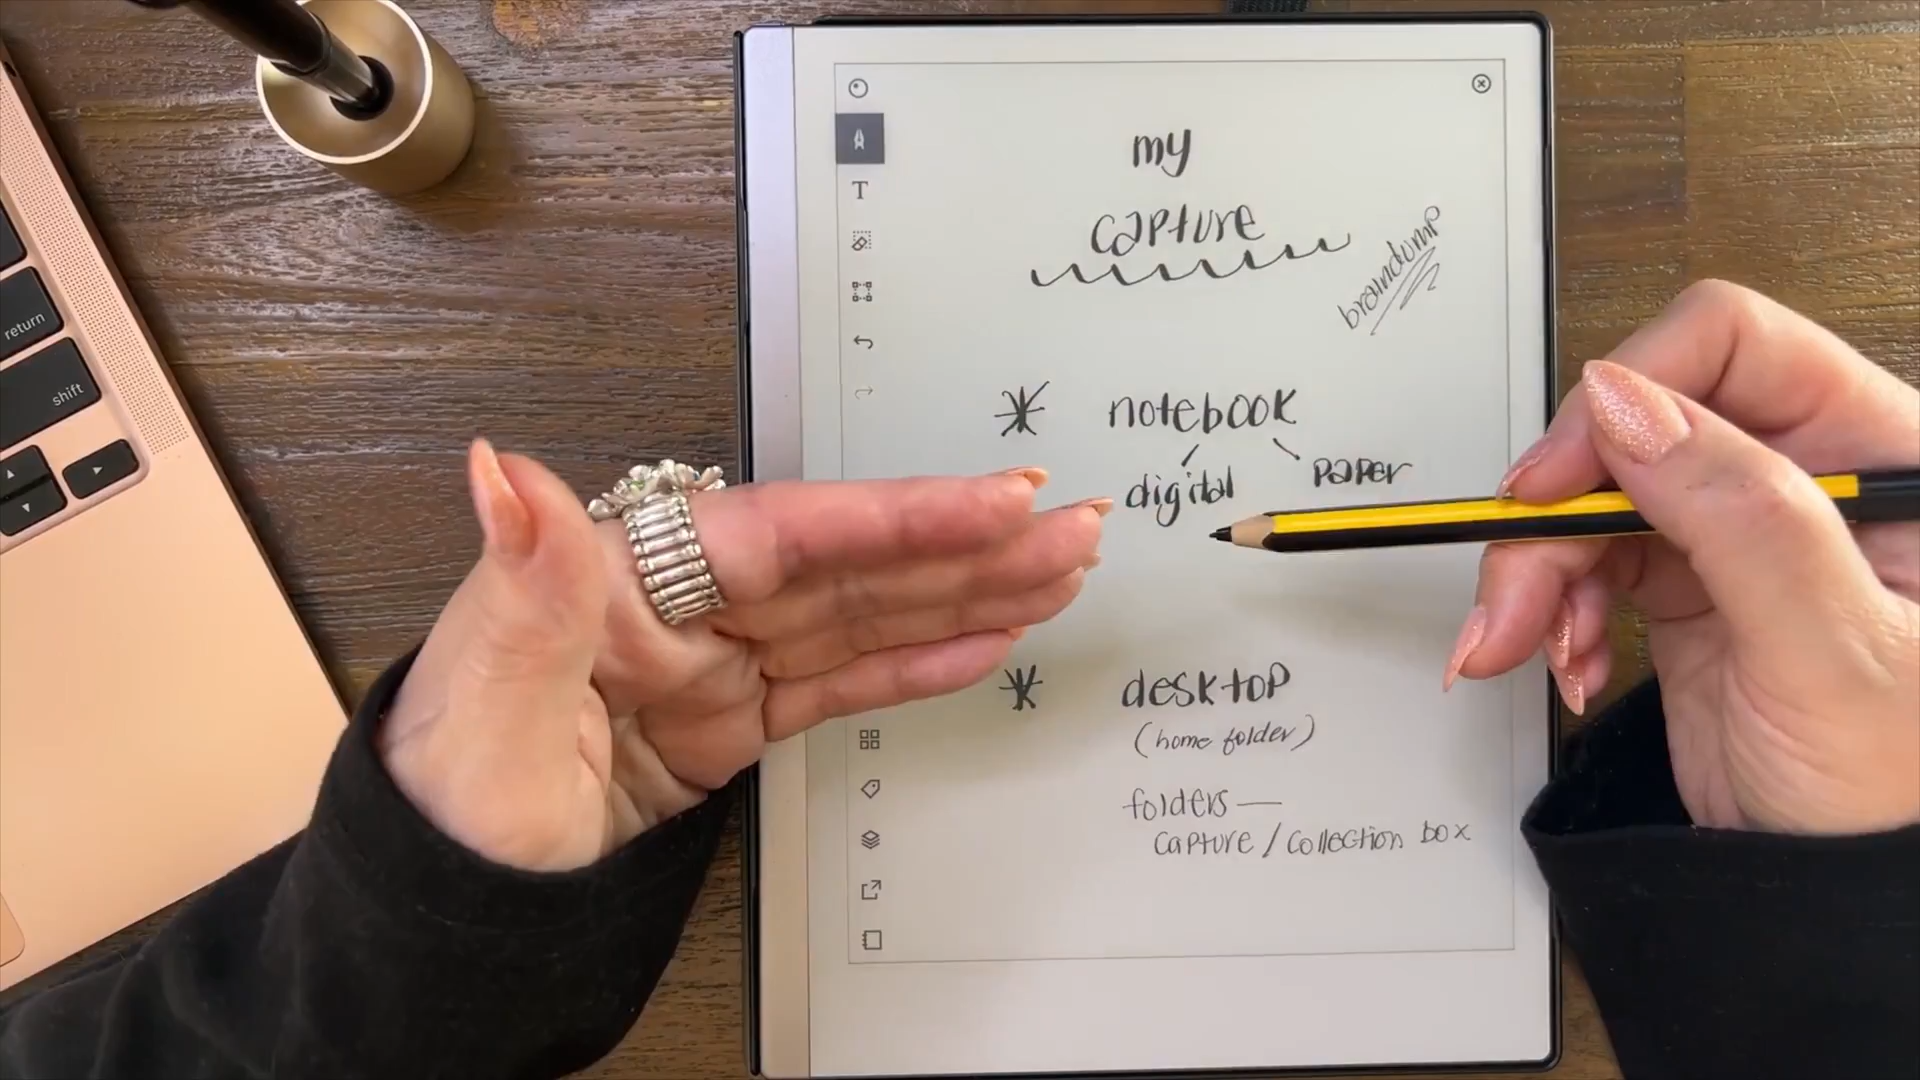 my
capture
braindump
notebook
digital
paper
desktop
(home folder)
folders —
capture / collection box
T
return
shift